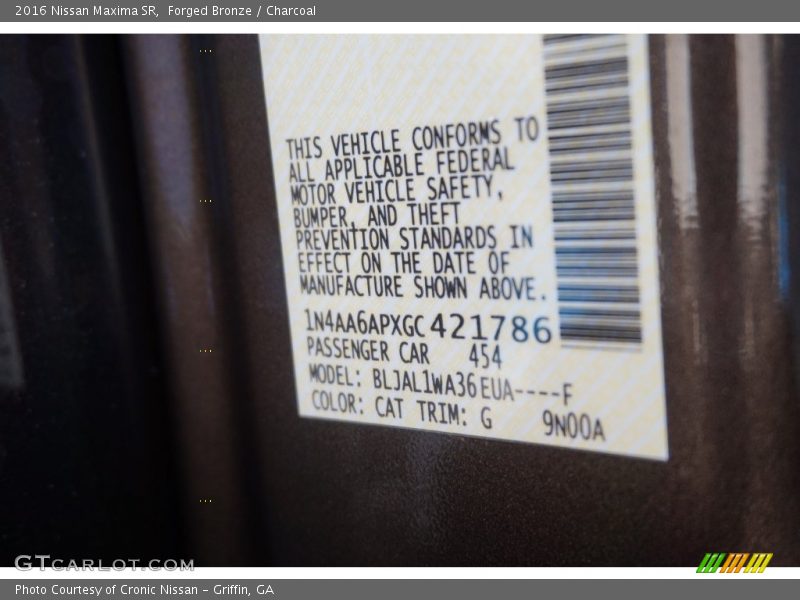 2016 Nissan Maxima SR,  Forged Bronze / Charcoal
THIS VEHICLE CONFORMS TO
ALL APPLICABLE FEDERAL
MOTOR VEHICLE SAFETY,
BUMPER, AND THEFT
PREVENTION STANDARDS IN
EFFECT ON THE DATE OF
MANUFACTURE SHOWN ABOVE.
1N4AA6APXGC421786
PASSENGER CAR 454
MODEL: BLJAL1WA36EUA----F
COLOR: CAT TRIM: G 9N00A
GTCARLOT.COM
Photo Courtesy of Cronic Nissan - Griffin, GA